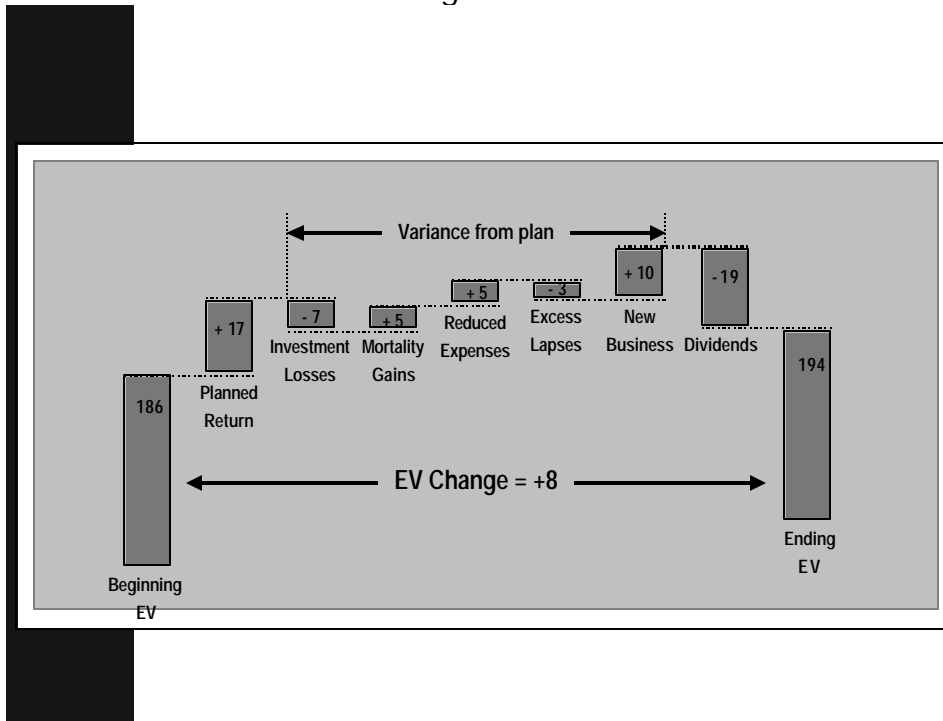 Variance from plan
+ 10
- 19
+ 5
- 3
+ 17
- 7
+ 5
Investment
Losses
Mortality
Gains
Reduced
Expenses
Excess
Lapses
New
Business
Dividends
Planned
Return
186
194
EV Change = +8
Beginning
EV
Ending
EV